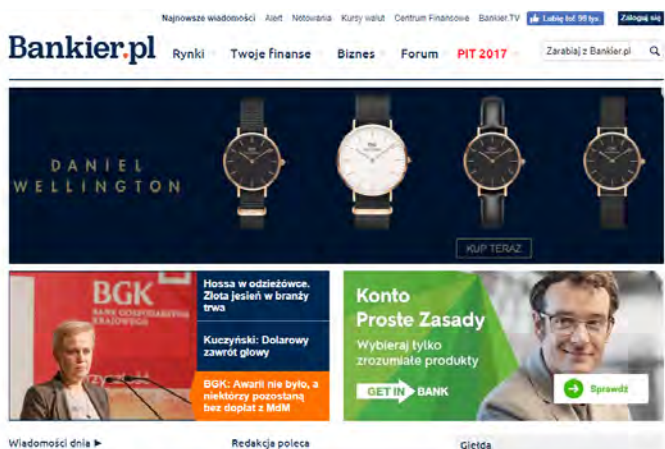 Najnowsze wiadomości Alert Notowania Kursy walut Centrum Finansowe Bankier.TV Lubię to! 99 tys. Zaloguj się
Bankier.pl Rynki Twoje finanse Biznes Forum PIT 2017 Zarabiaj z Bankier.pl
DANIEL
WELLINGTON
KUP TERAZ
BGK
BANK GOSPODARSTWA
KRAJOWEGO
Hossa w odzieżówce.
Złota jesień w branży
trwa
Kuczyński: Dolarowy
zawrót głowy
BGK: Awarii nie było, a
niektórzy pozostaną
bez dopłat z MdM
Konto
Proste Zasady
Wybieraj tylko
zrozumiałe produkty
GET IN BANK
Sprawdź
Wiadomości dnia ▶ Redakcja poleca Giełda